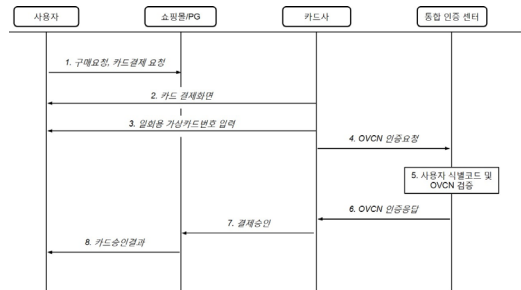 사용자
쇼핑몰/PG
카드사
통합 인증 센터
1. 구매요청, 카드결제 요청
2. 카드 결제화면
3. 일회용 가상카드번호 입력
4. OVCN 인증요청
5. 사용자 식별코드 및
OVCN 검증
6. OVCN 인증응답
7. 결제승인
8. 카드승인결과